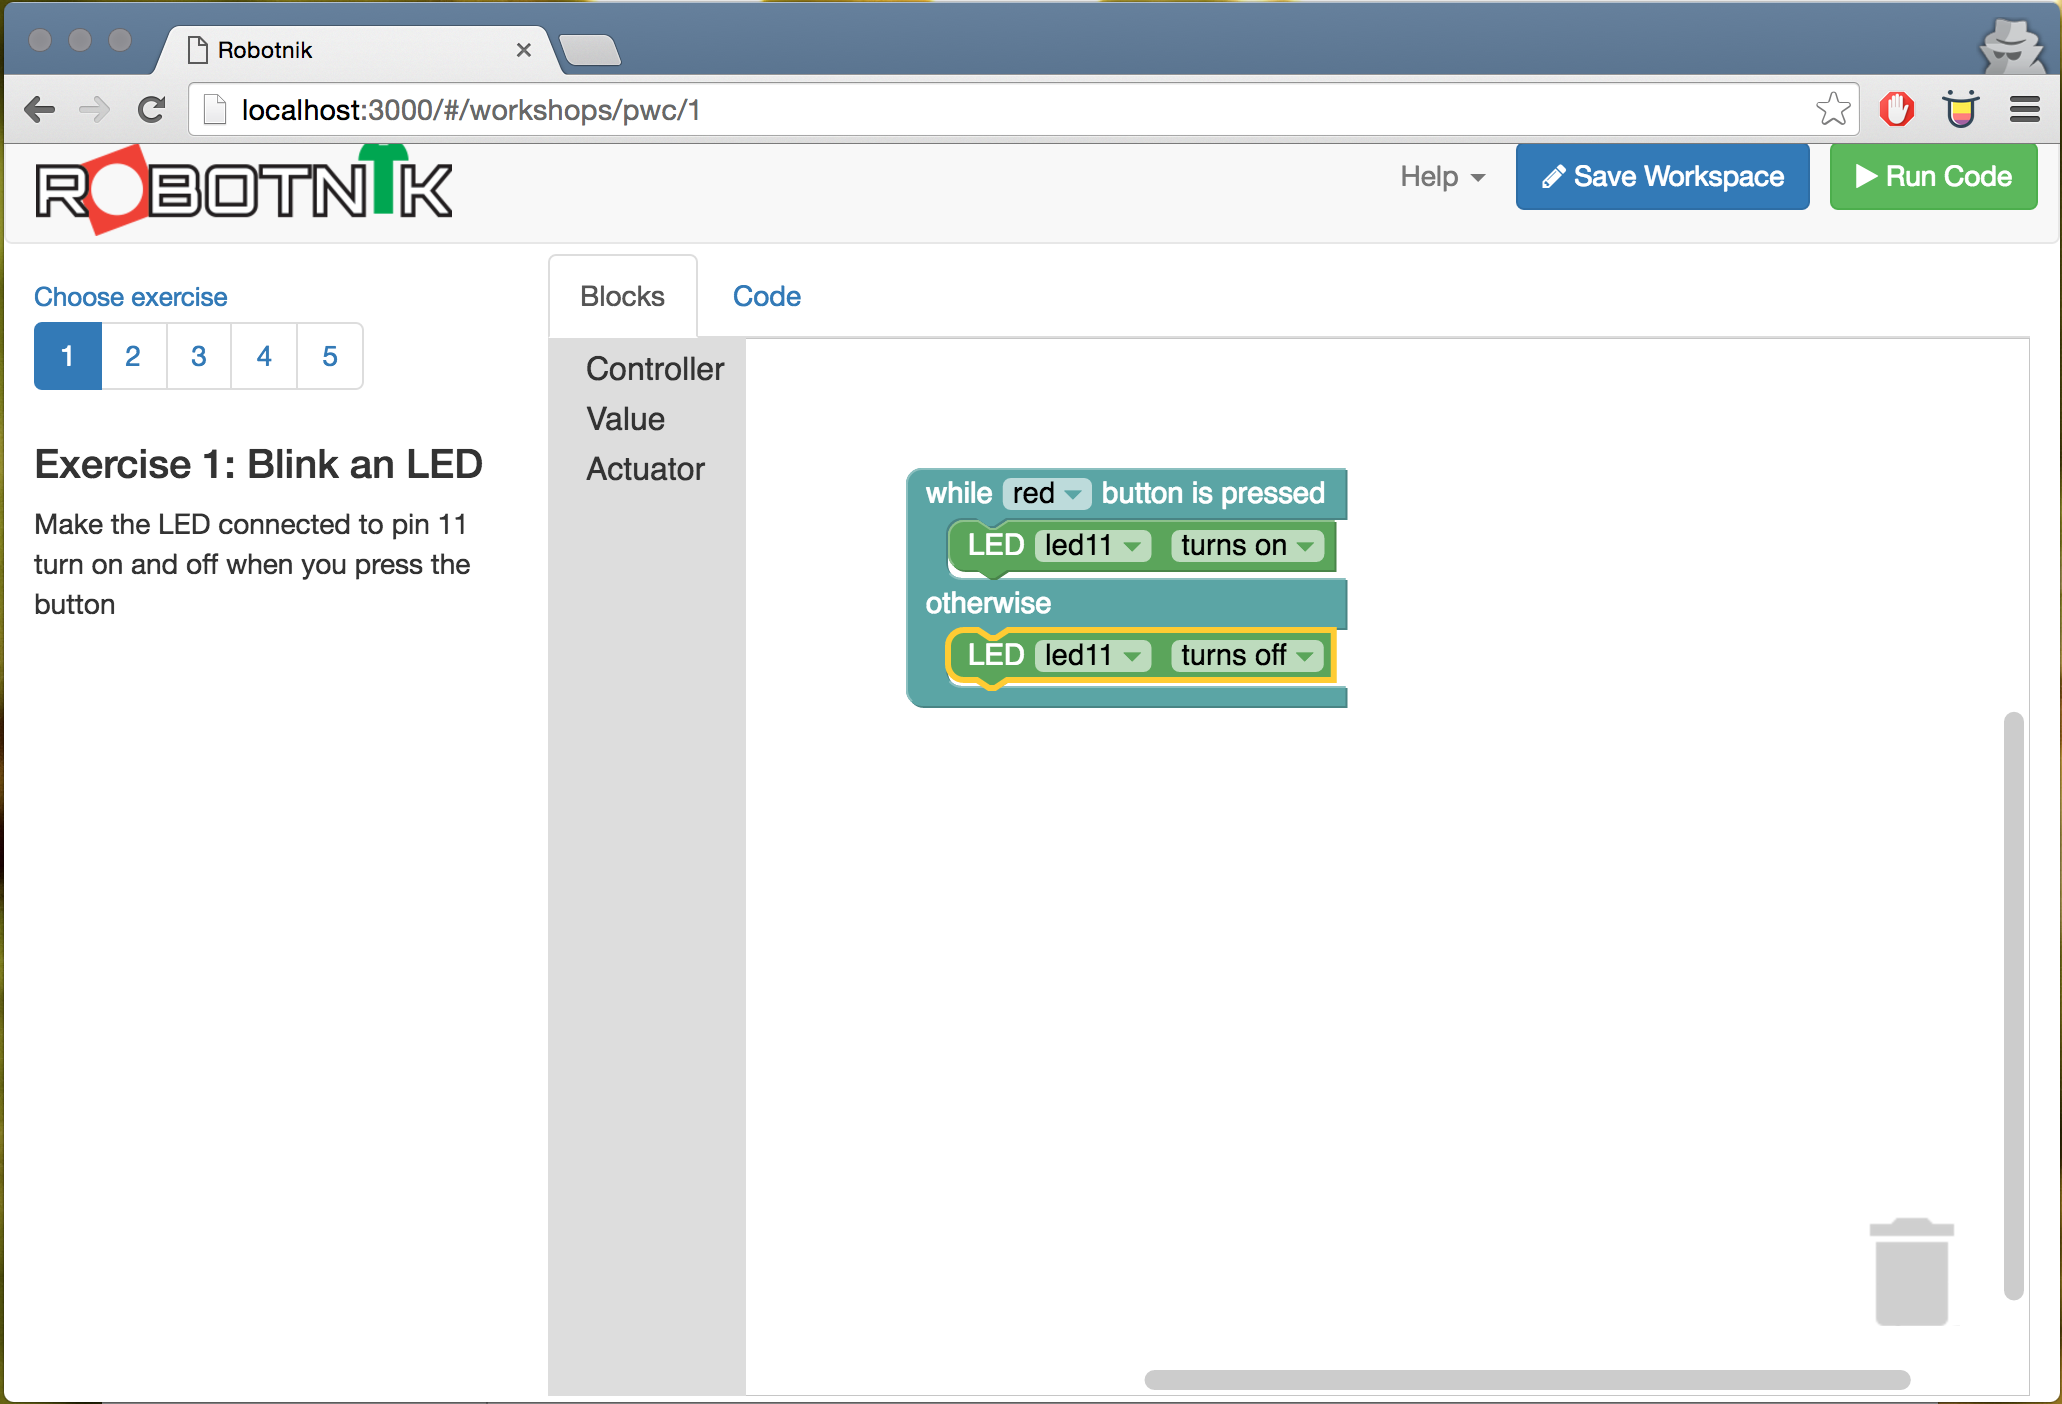 Robotnik
localhost:3000/#/workshops/pwc/1
ROBOTNIK
Help
Save Workspace
Run Code
Choose exercise
1 2 3 4 5
Exercise 1: Blink an LED
Make the LED connected to pin 11
turn on and off when you press the
button
Blocks
Code
Controller
Value
Actuator
while red button is pressed
LED led11 turns on
otherwise
LED led11 turns off